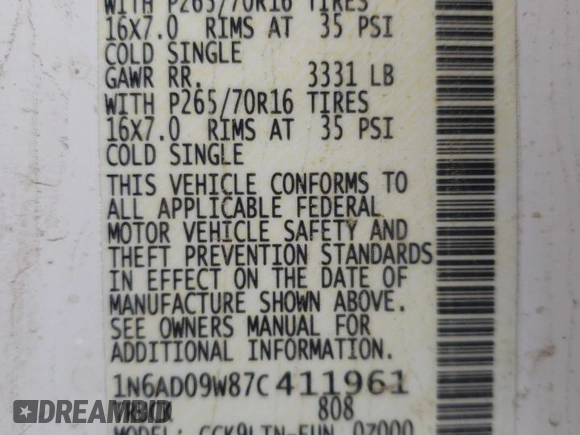 WITH P265/70R16 TIRES
16X7.0 RIMS AT 35 PSI
COLD SINGLE
GAWR RR. 3331 LB
WITH P265/70R16 TIRES
16X7.0 RIMS AT 35 PSI
COLD SINGLE
THIS VEHICLE CONFORMS TO
ALL APPLICABLE FEDERAL
MOTOR VEHICLE SAFETY AND
THEFT PREVENTION STANDARDS
IN EFFECT ON THE DATE OF
MANUFACTURE SHOWN ABOVE.
SEE OWNERS MANUAL FOR
ADDITIONAL INFORMATION.
1N6AD09W87C411961
TRUCK 808
MODEL:
DREAMBID